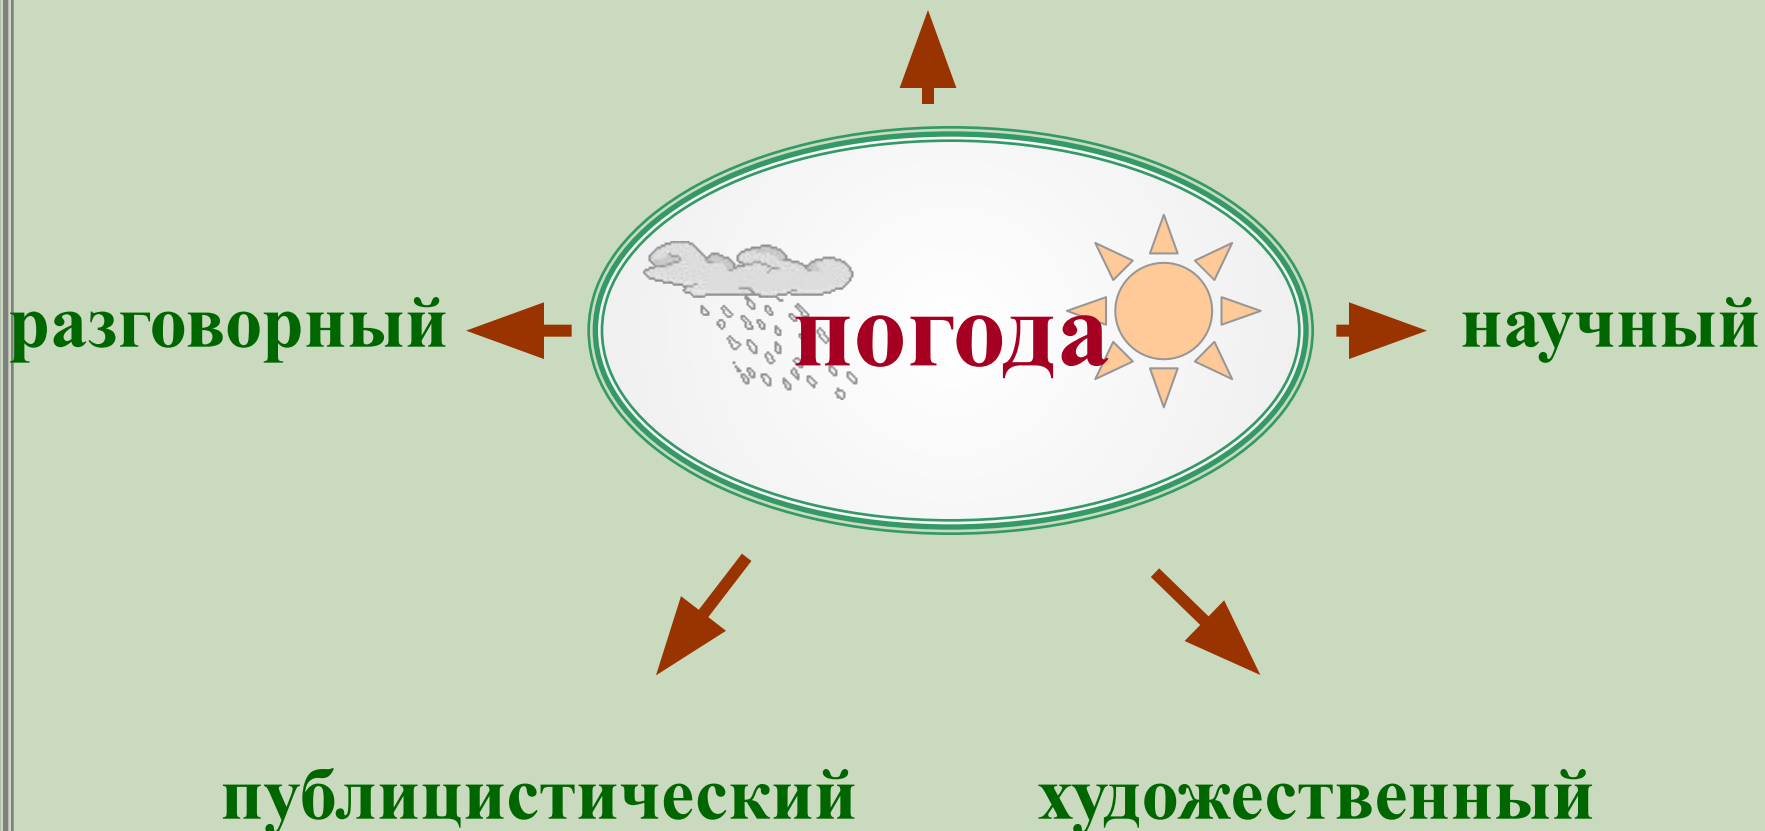 разговорный
погода
научный
публицистический
художественный